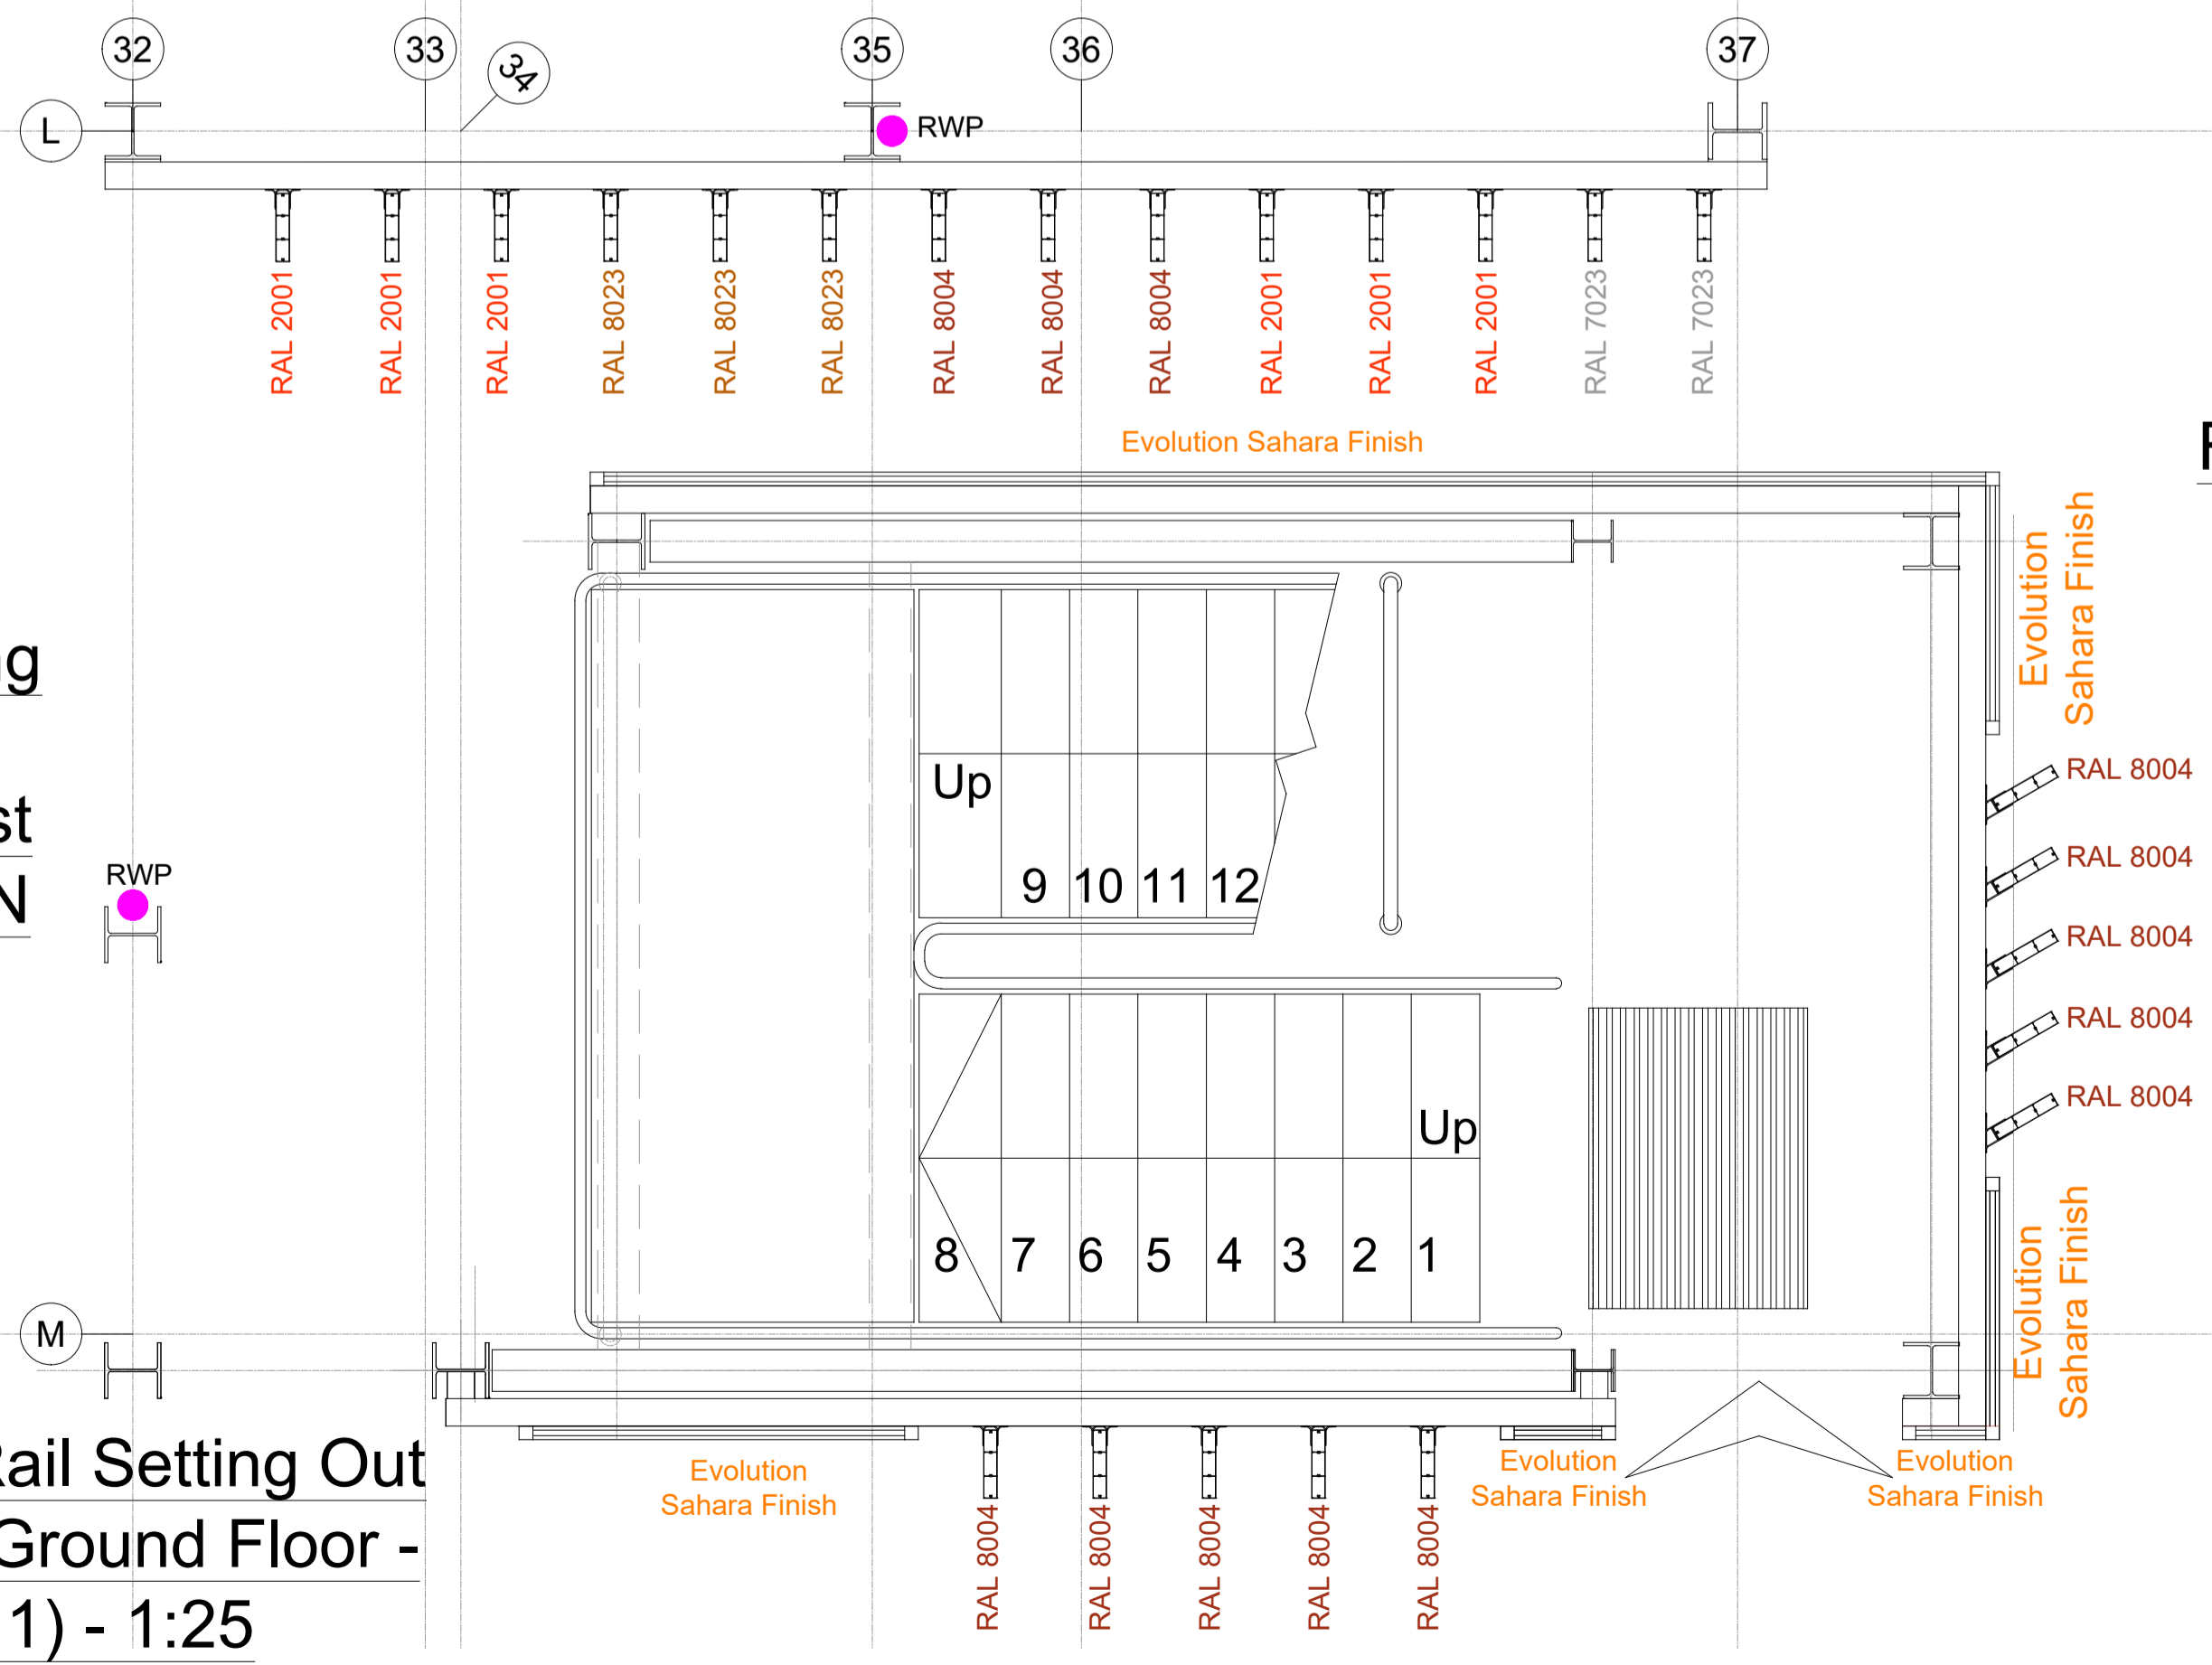 32
33
34
35
36
37
L
RWP
RAL 2001
RAL 2001
RAL 2001
RAL 8023
RAL 8023
RAL 8023
RAL 8004
RAL 8004
RAL 8004
RAL 2001
RAL 2001
RAL 2001
RAL 7023
RAL 7023
Evolution Sahara Finish
Evolution
Sahara Finish
g
st
N
RWP
Up
9 10 11 12
RAL 8004
RAL 8004
RAL 8004
RAL 8004
RAL 8004
Up
8 7 6 5 4 3 2 1
Evolution
Sahara Finish
M
ail Setting Out
Ground Floor -
1) - 1:25
Evolution
Sahara Finish
RAL 8004
RAL 8004
RAL 8004
RAL 8004
RAL 8004
Evolution
Sahara Finish
Evolution
Sahara Finish